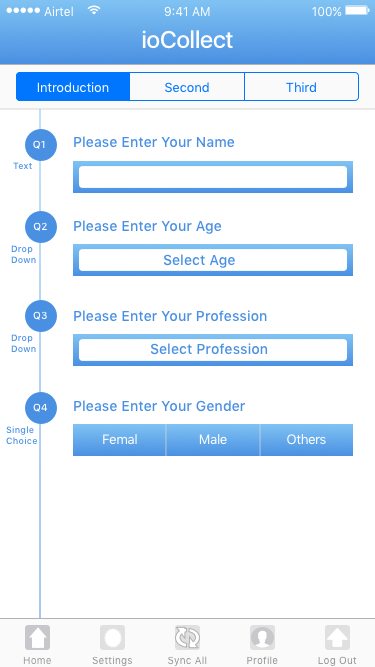 Airtel 9:41 AM 100%
ioCollect
Introduction Second Third
Q1 Please Enter Your Name
Text
Q2 Please Enter Your Age
Drop
Down
Select Age
Q3 Please Enter Your Profession
Drop
Down
Select Profession
Q4 Please Enter Your Gender
Single
Choice
Femal Male Others
Home Settings Sync All Profile Log Out